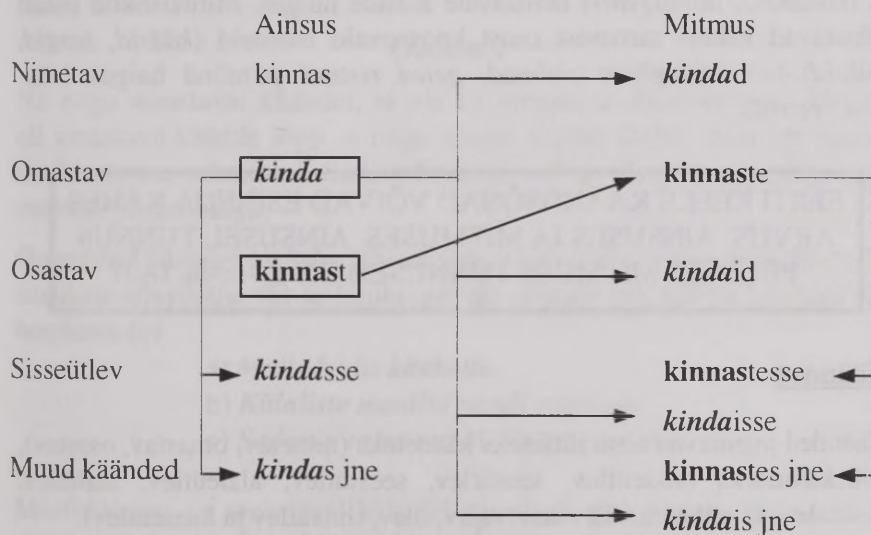 Ainsus Mitmus
Nimetav kinnas kindad
Omastav kinda kinnaste
Osastav kinnast kindaid
Sisseütlev kindasse kinnastesse
kindaisse
Muud käänded kindas jne kinnastes jne
kindais jne